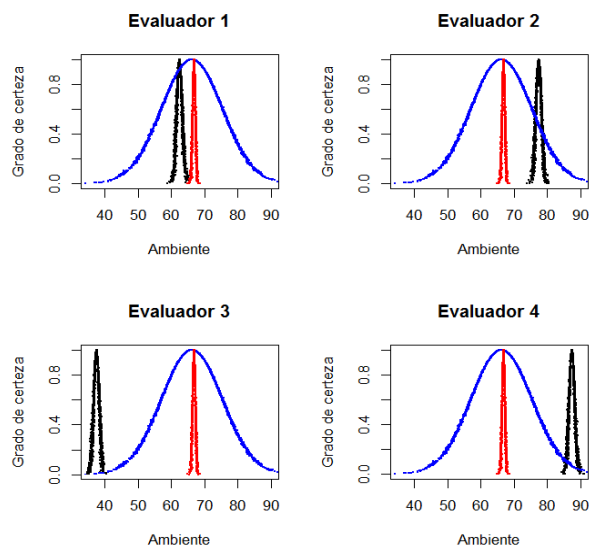 Evaluador 1
Grado de certeza
0.0 0.4 0.8
40 50 60 70 80 90
Ambiente
Evaluador 2
Grado de certeza
0.0 0.4 0.8
40 50 60 70 80 90
Ambiente
Evaluador 3
Grado de certeza
0.0 0.4 0.8
40 50 60 70 80 90
Ambiente
Evaluador 4
Grado de certeza
0.0 0.4 0.8
40 50 60 70 80 90
Ambiente